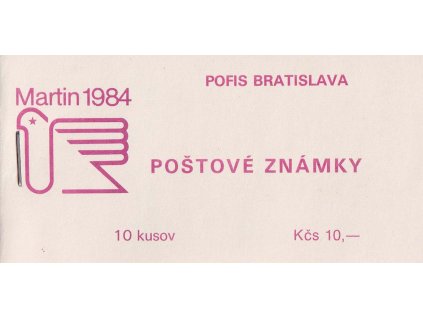 POFIS BRATISLAVA
Martin 1984
POŠTOVÉ ZNÁMKY
10 kusov Kčs 10,—